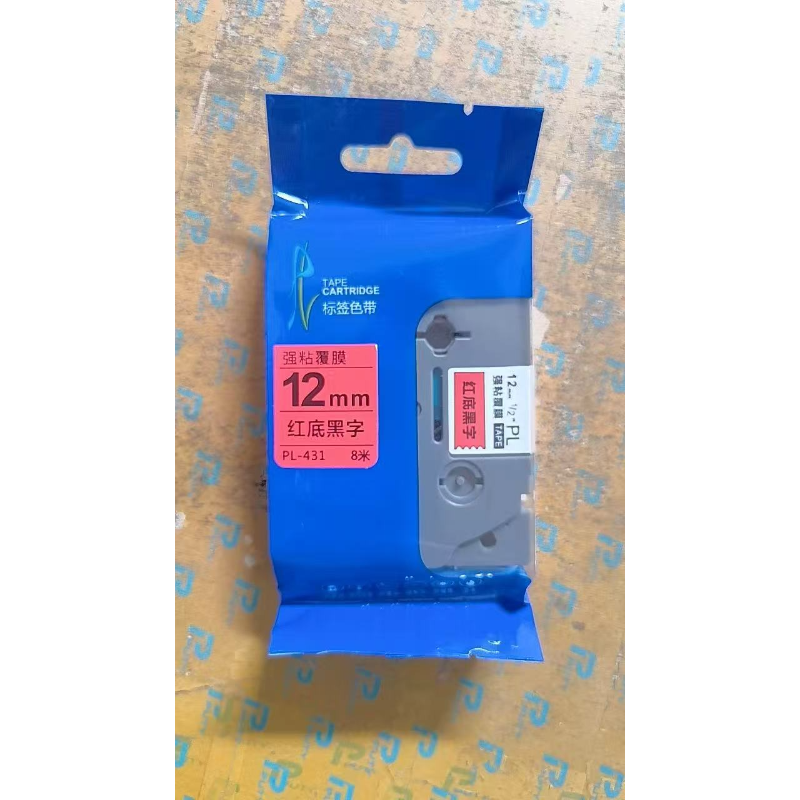 TAPE
CARTRIDGE
标签色带
强粘覆膜
12mm
红底黑字
PL-431 8米
12mm 1/2" PL
强粘覆膜 TAPE
红底黑字